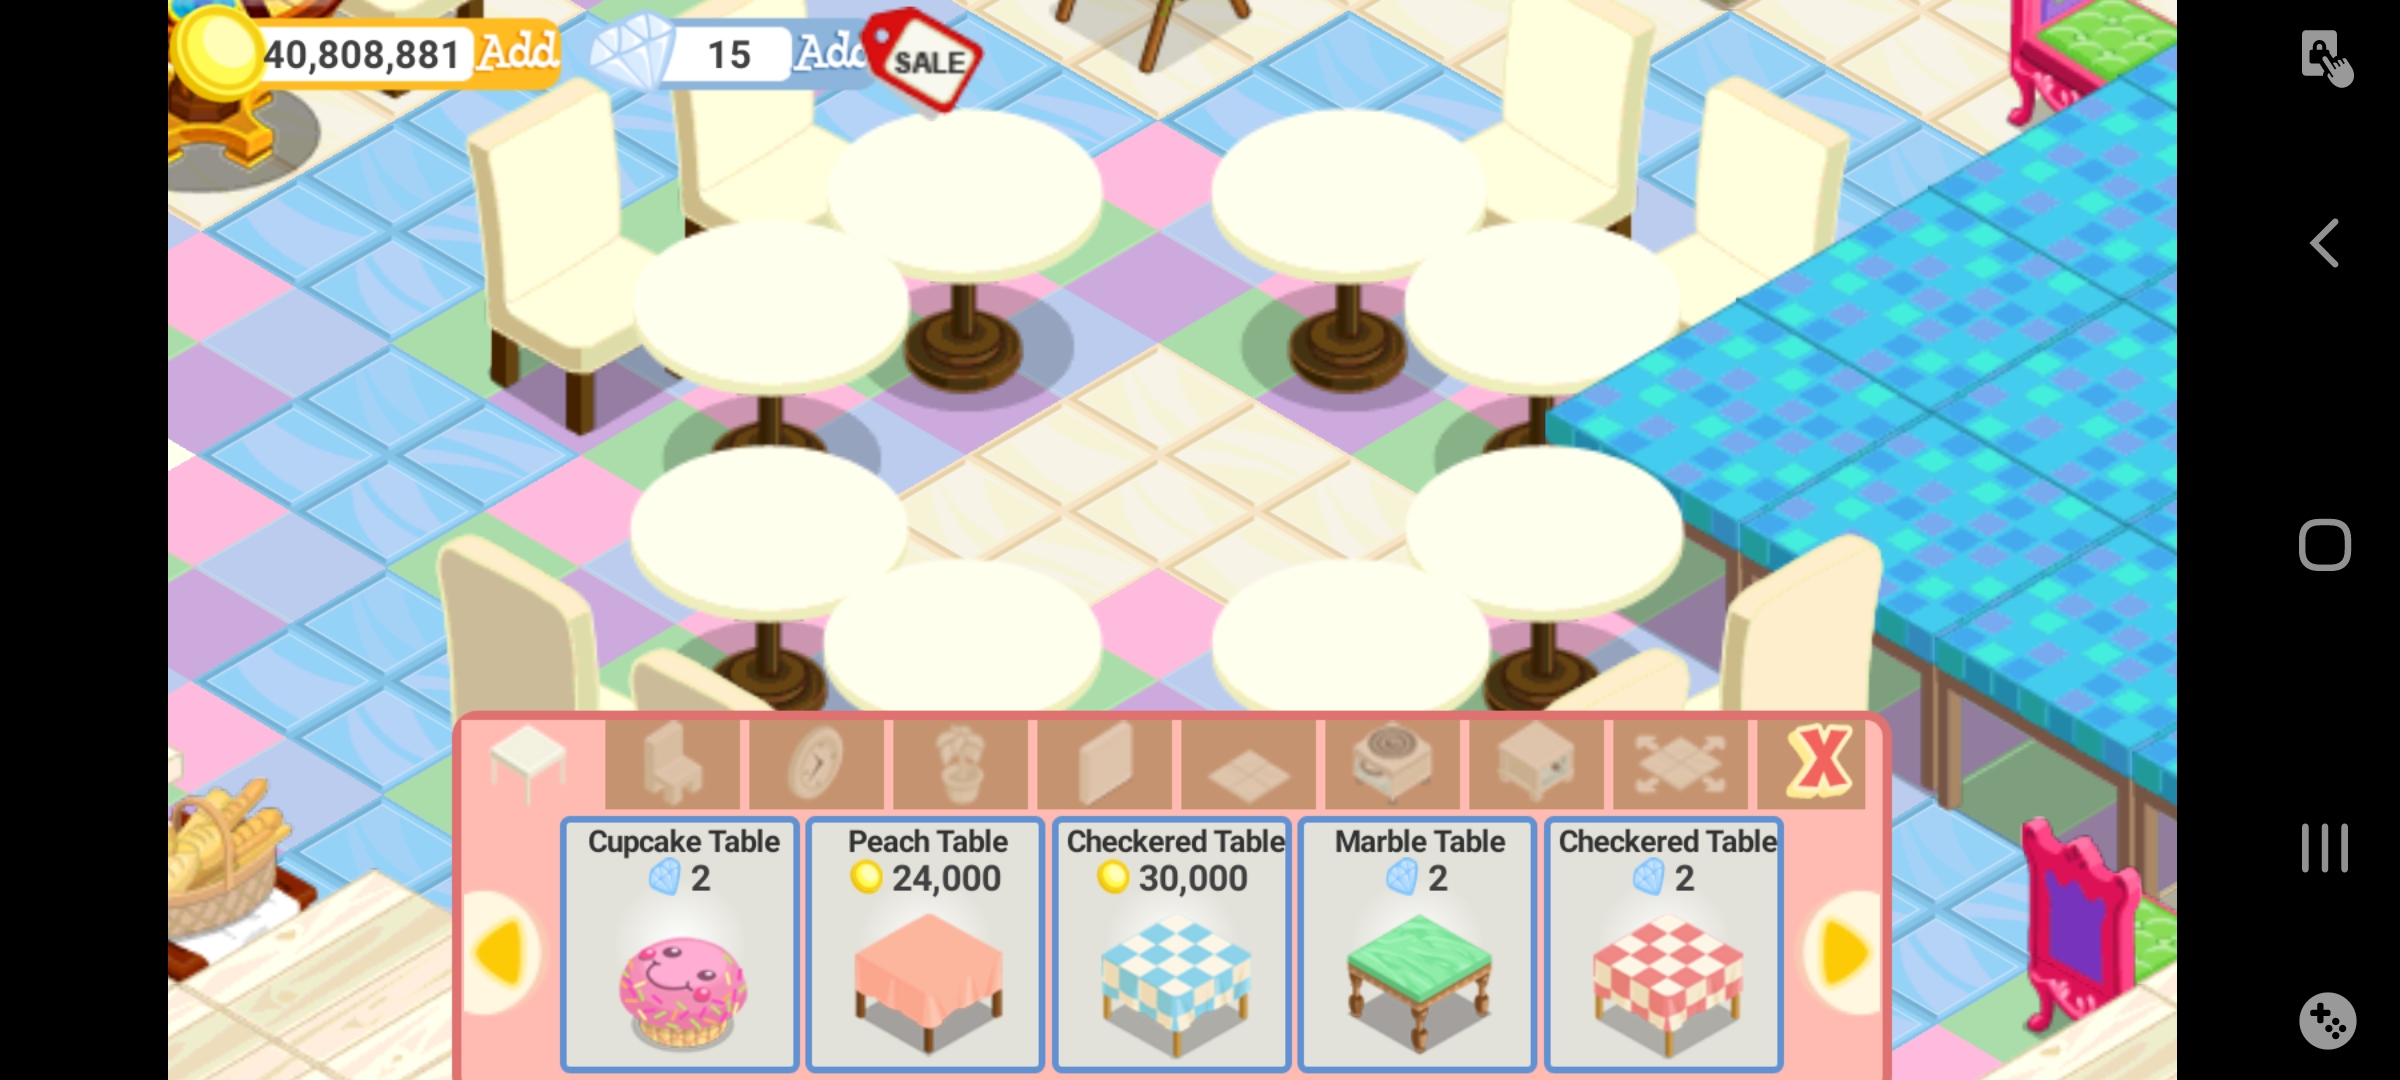 40,808,881 Add 15 Add SALE
Cupcake Table
2
Peach Table
24,000
Checkered Table
30,000
Marble Table
2
Checkered Table
2